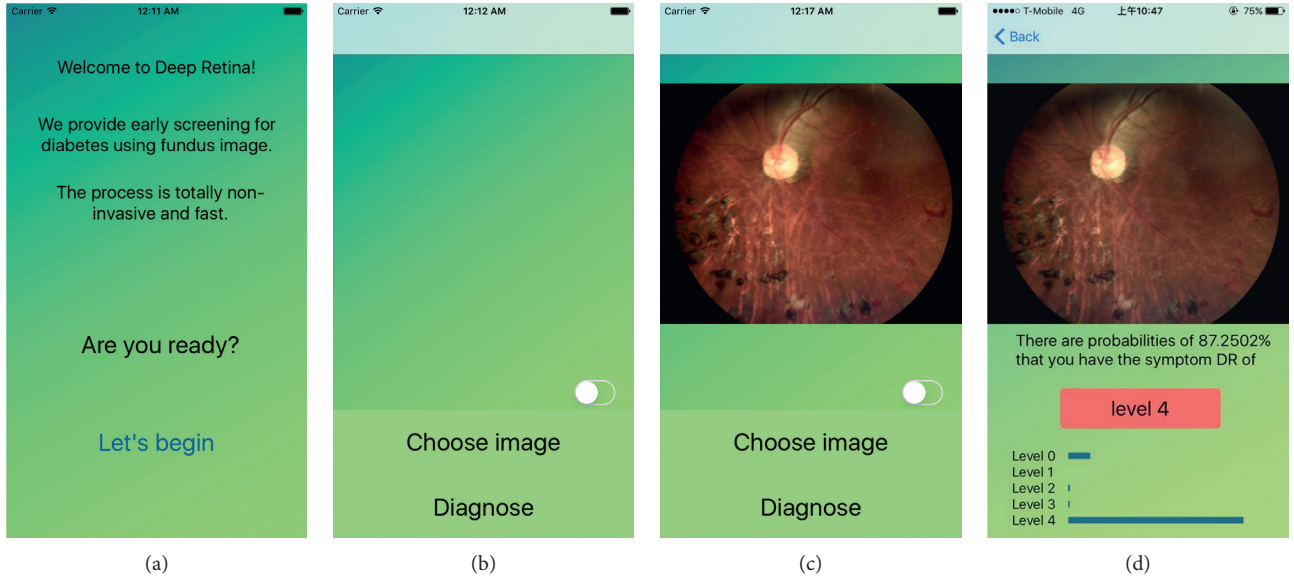 Carrier 12:11 AM
Welcome to Deep Retina!
We provide early screening for
diabetes using fundus image.
The process is totally non-
invasive and fast.
Are you ready?
Let's begin
(a)
Carrier 12:12 AM
Choose image
Diagnose
(b)
Carrier 12:17 AM
Choose image
Diagnose
(c)
T-Mobile 4G 上午10:47 75%
Back
There are probabilities of 87.2502%
that you have the symptom DR of
level 4
Level 0
Level 1
Level 2
Level 3
Level 4
(d)